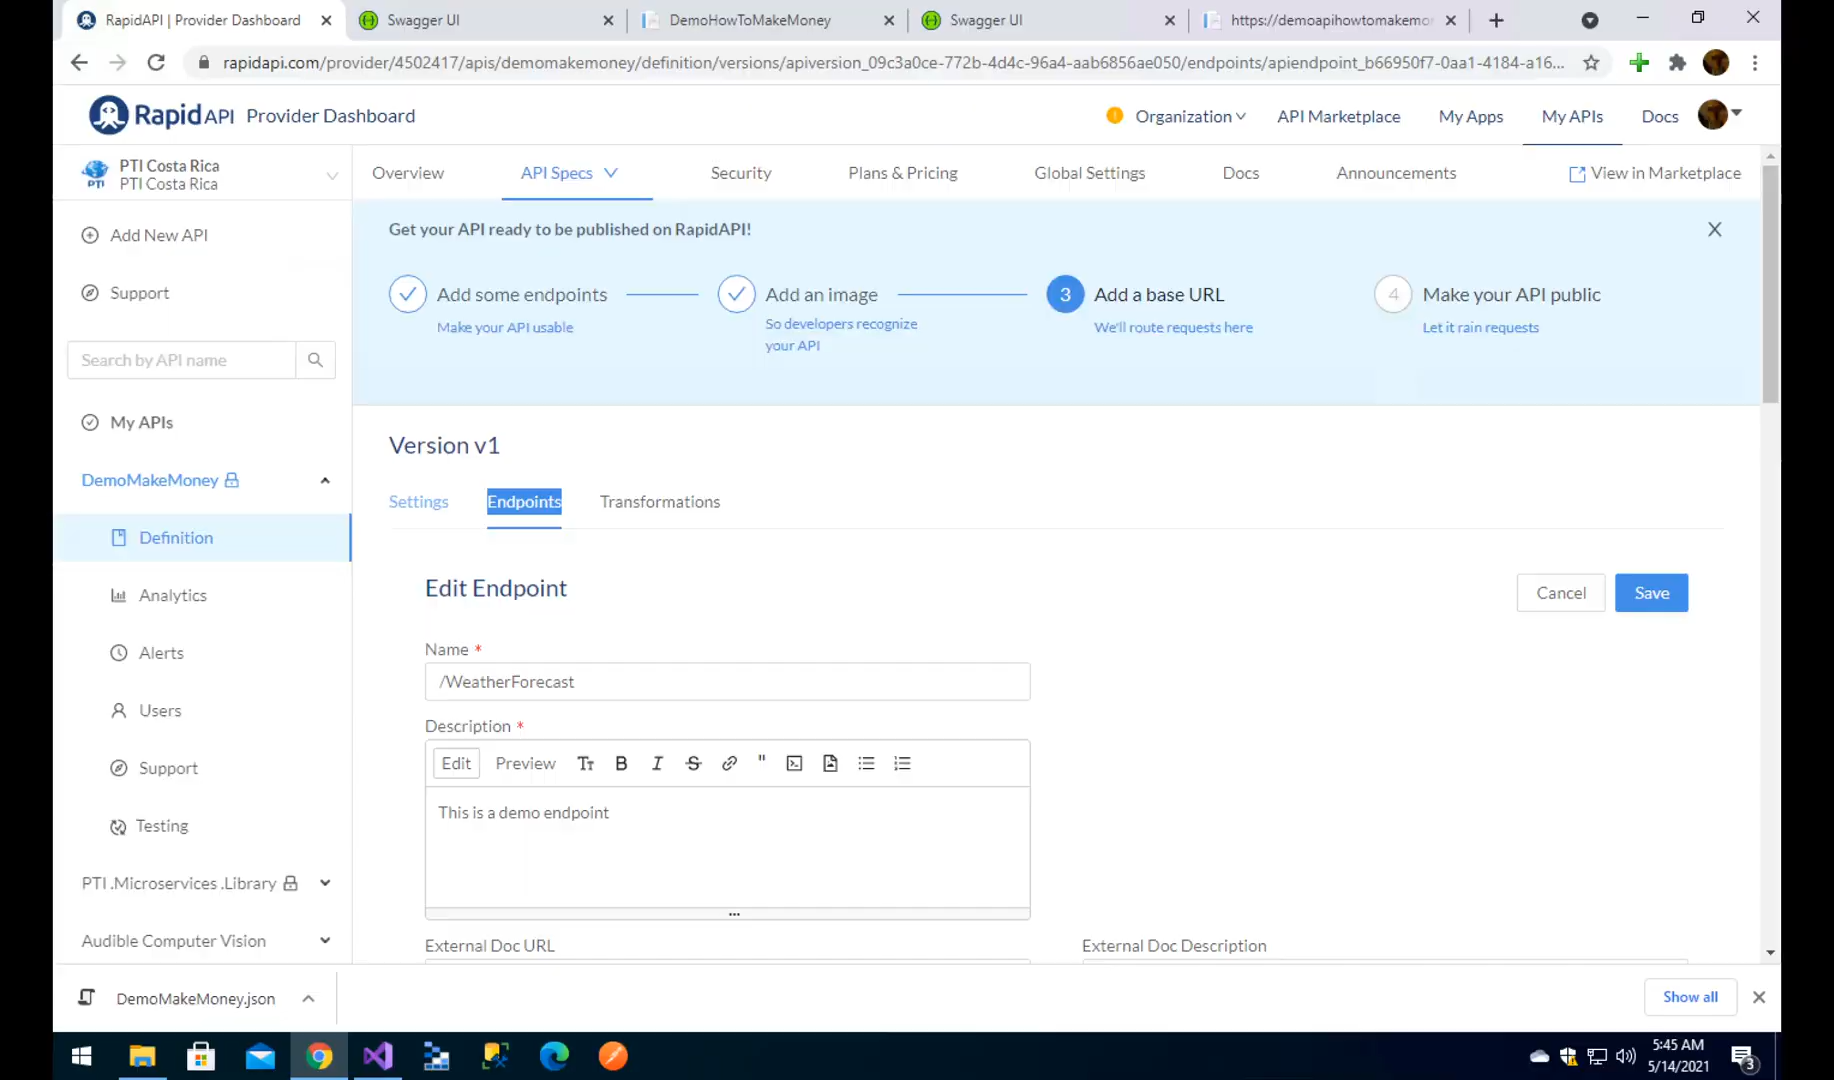 RapidAPI | Provider Dashboard
Swagger UI
DemoHowToMakeMoney
Swagger UI
https://demoapihowtomakemo
rapidapi.com/provider/4502417/apis/demomakemoney/definition/versions/apiversion_09c3a0ce-772b-4d4c-96a4-aab6856ae050/endpoints/apiendpoint_b66950f7-0aa1-4184-a16...
Rapid API Provider Dashboard
Organization
API Marketplace
My Apps
My APIs
Docs
PTI
PTI Costa Rica
PTI Costa Rica
Overview
API Specs
Security
Plans & Pricing
Global Settings
Docs
Announcements
View in Marketplace
Add New API
Support
Search by API name
My APIs
DemoMakeMoney
Definition
Analytics
Alerts
Users
Support
Testing
PTI .Microservices .Library
Audible Computer Vision
Get your API ready to be published on RapidAPI!
Add some endpoints
Make your API usable
Add an image
So developers recognize
your API
3
Add a base URL
We'll route requests here
4
Make your API public
Let it rain requests
Version v1
Settings
Endpoints
Transformations
Edit Endpoint
Cancel
Save
Name *
/WeatherForecast
Description *
Edit
Preview
This is a demo endpoint
External Doc URL
External Doc Description
DemoMakeMoney.json
Show all
5:45 AM
5/14/2021
3